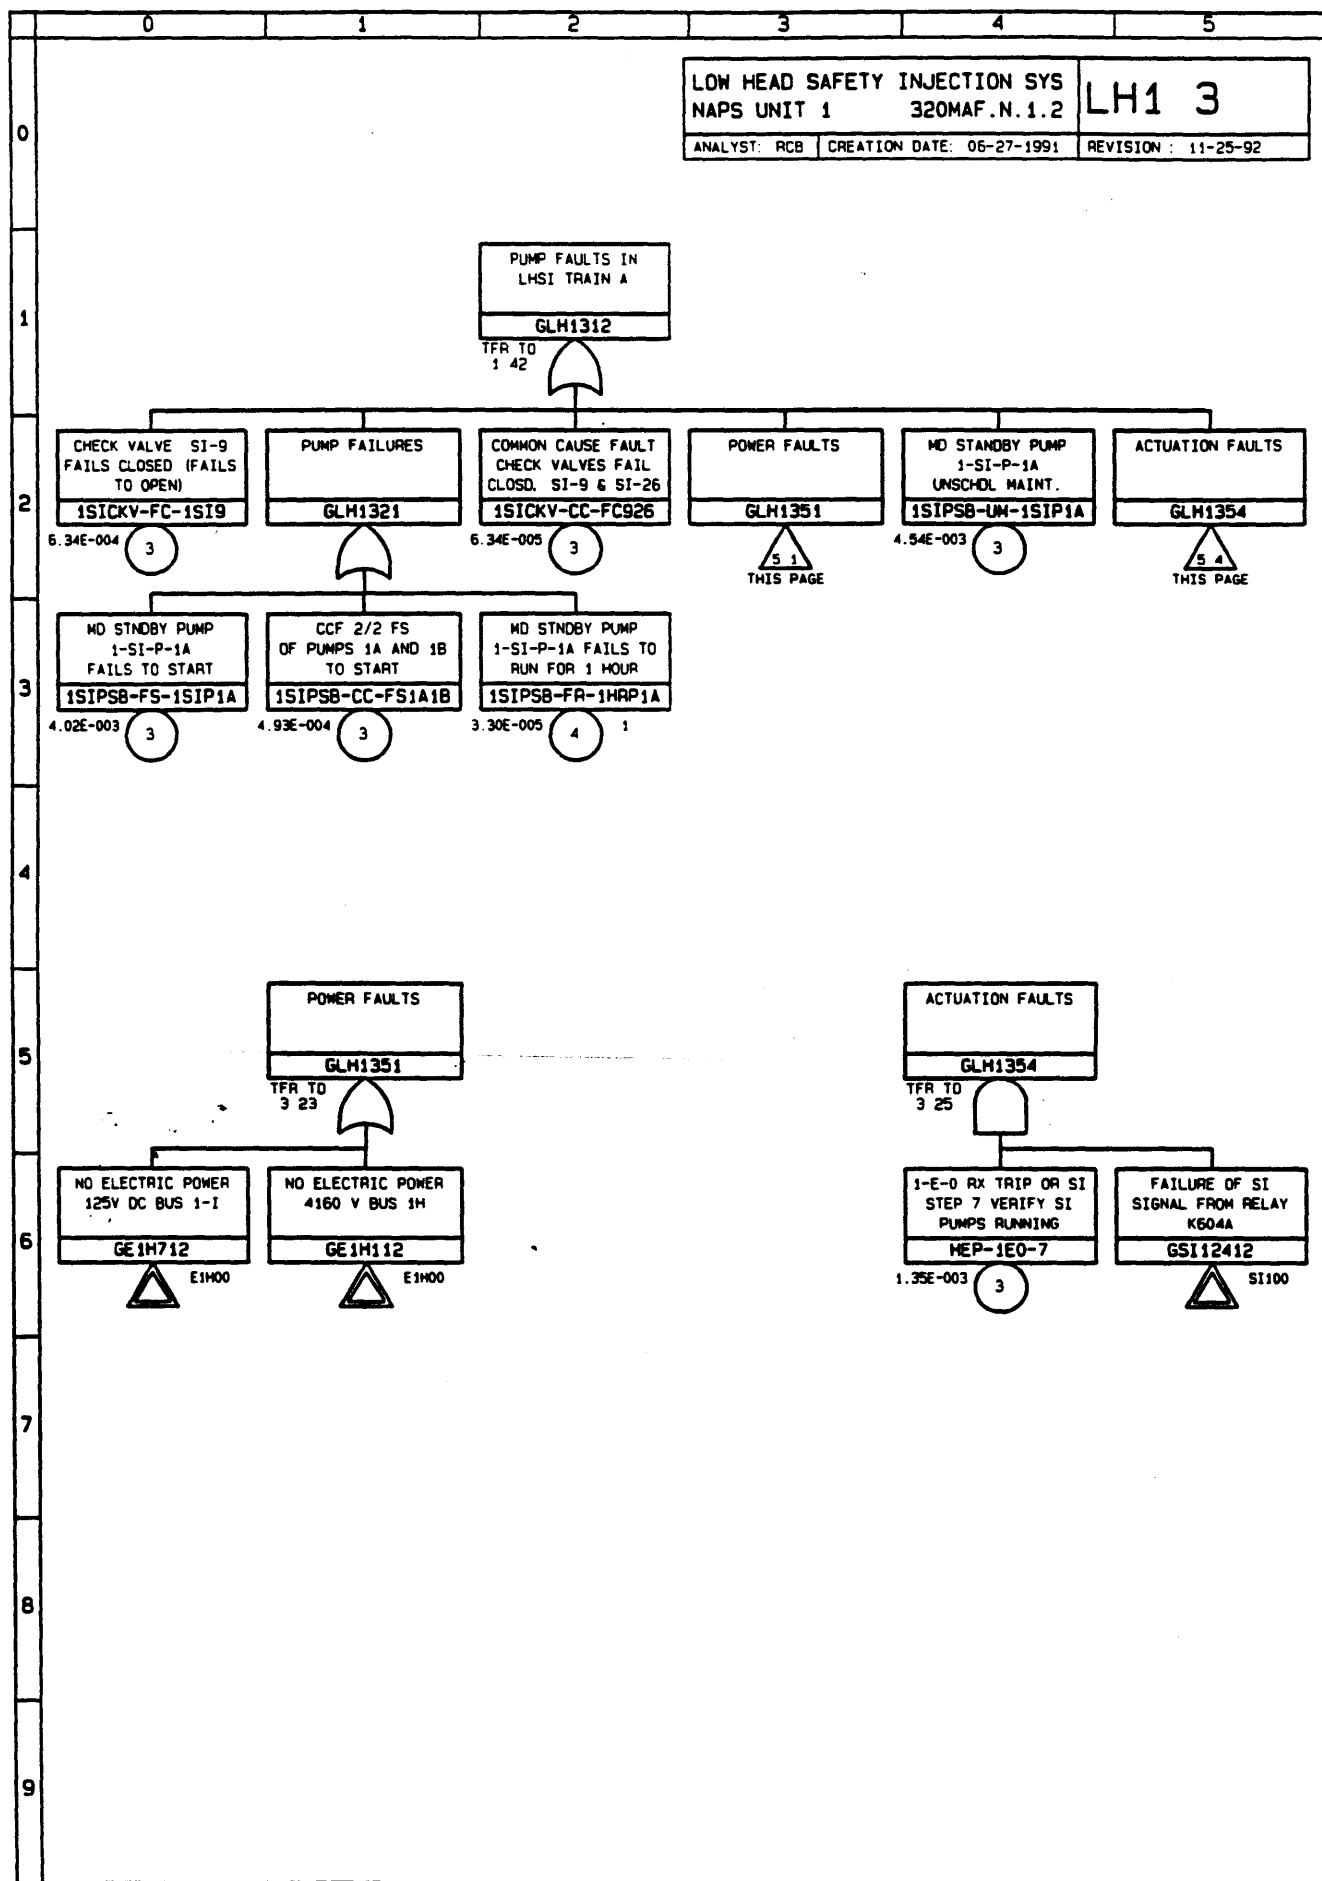 0 1 2 3 4 5
LOW HEAD SAFETY INJECTION SYS
NAPS UNIT 1 320MAF.N.1.2
LH1 3
ANALYST: RCB CREATION DATE: 06-27-1991 REVISION : 11-25-92
0
PUMP FAULTS IN
LHSI TRAIN A
GLH1312
TFR TO
1 42
1
CHECK VALVE SI-9
FAILS CLOSED (FAILS
TO OPEN)
1SICKV-FC-1SI9
6.34E-004
3
PUMP FAILURES
GLH1321
COMMON CAUSE FAULT
CHECK VALVES FAIL
CLOSD. SI-9 & SI-26
1SICKV-CC-FC926
6.34E-005
3
POWER FAULTS
GLH1351
5 1
THIS PAGE
MD STANDBY PUMP
1-SI-P-1A
UNSCHDL MAINT.
1SIPSB-UM-1SIP1A
4.54E-003
3
ACTUATION FAULTS
GLH1354
5 4
THIS PAGE
2
MD STNDBY PUMP
1-SI-P-1A
FAILS TO START
1SIPSB-FS-1SIP1A
4.02E-003
3
CCF 2/2 FS
OF PUMPS 1A AND 1B
TO START
1SIPSB-CC-FS1A1B
4.93E-004
3
MD STNDBY PUMP
1-SI-P-1A FAILS TO
RUN FOR 1 HOUR
1SIPSB-FR-1HRP1A
3.30E-005
4
1
3
4
POWER FAULTS
GLH1351
TFR TO
3 23
ACTUATION FAULTS
GLH1354
TFR TO
3 25
5
NO ELECTRIC POWER
125V DC BUS 1-I
GE1H712
E1H00
NO ELECTRIC POWER
4160 V BUS 1H
GE1H112
E1H00
1-E-0 RX TRIP OR SI
STEP 7 VERIFY SI
PUMPS RUNNING
HEP-1E0-7
1.35E-003
3
FAILURE OF SI
SIGNAL FROM RELAY
K604A
GSI12412
SI100
6
7
8
9